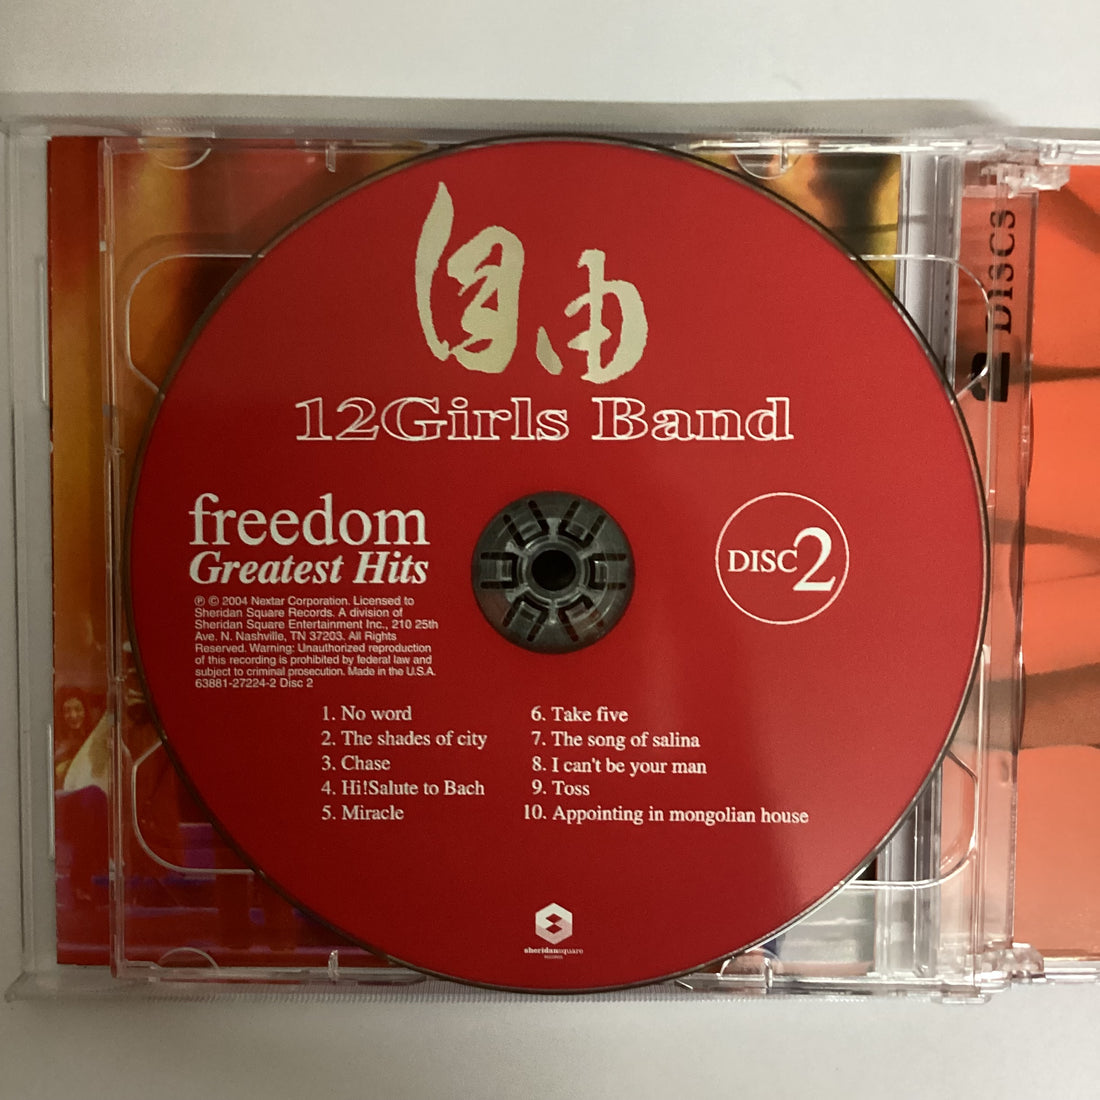 自由
12Girls Band
freedom
Greatest Hits
DISC 2
℗ © 2004 Nextar Corporation. Licensed to
Sheridan Square Records. A division of
Sheridan Square Entertainment Inc., 210 25th
Ave. N. Nashville, TN 37203. All Rights
Reserved. Warning: Unauthorized reproduction
of this recording is prohibited by federal law and
subject to criminal prosecution. Made in the U.S.A.
63881-27224-2 Disc 2
1. No word
2. The shades of city
3. Chase
4. Hi!Salute to Bach
5. Miracle
6. Take five
7. The song of salina
8. I can't be your man
9. Toss
10. Appointing in mongolian house
sheridansquare
RECORDS
2 DISCS